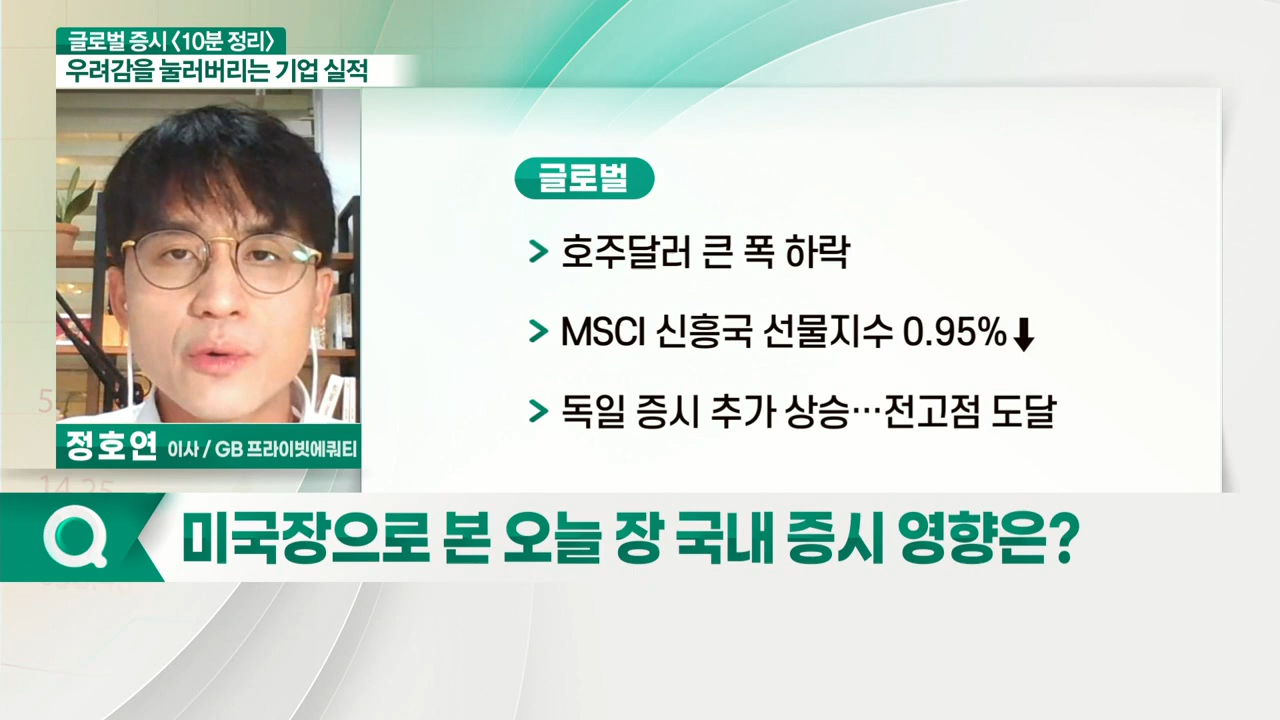 글로벌 증시 <10분 정리>
우려감을 눌러버리는 기업 실적
글로벌
> 호주달러 큰 폭 하락
> MSCI 신흥국 선물지수 0.95%⬇
> 독일 증시 추가 상승…전고점 도달
정호연 이사 / GB 프라이빗에쿼티
Q 미국장으로 본 오늘 장 국내 증시 영향은?